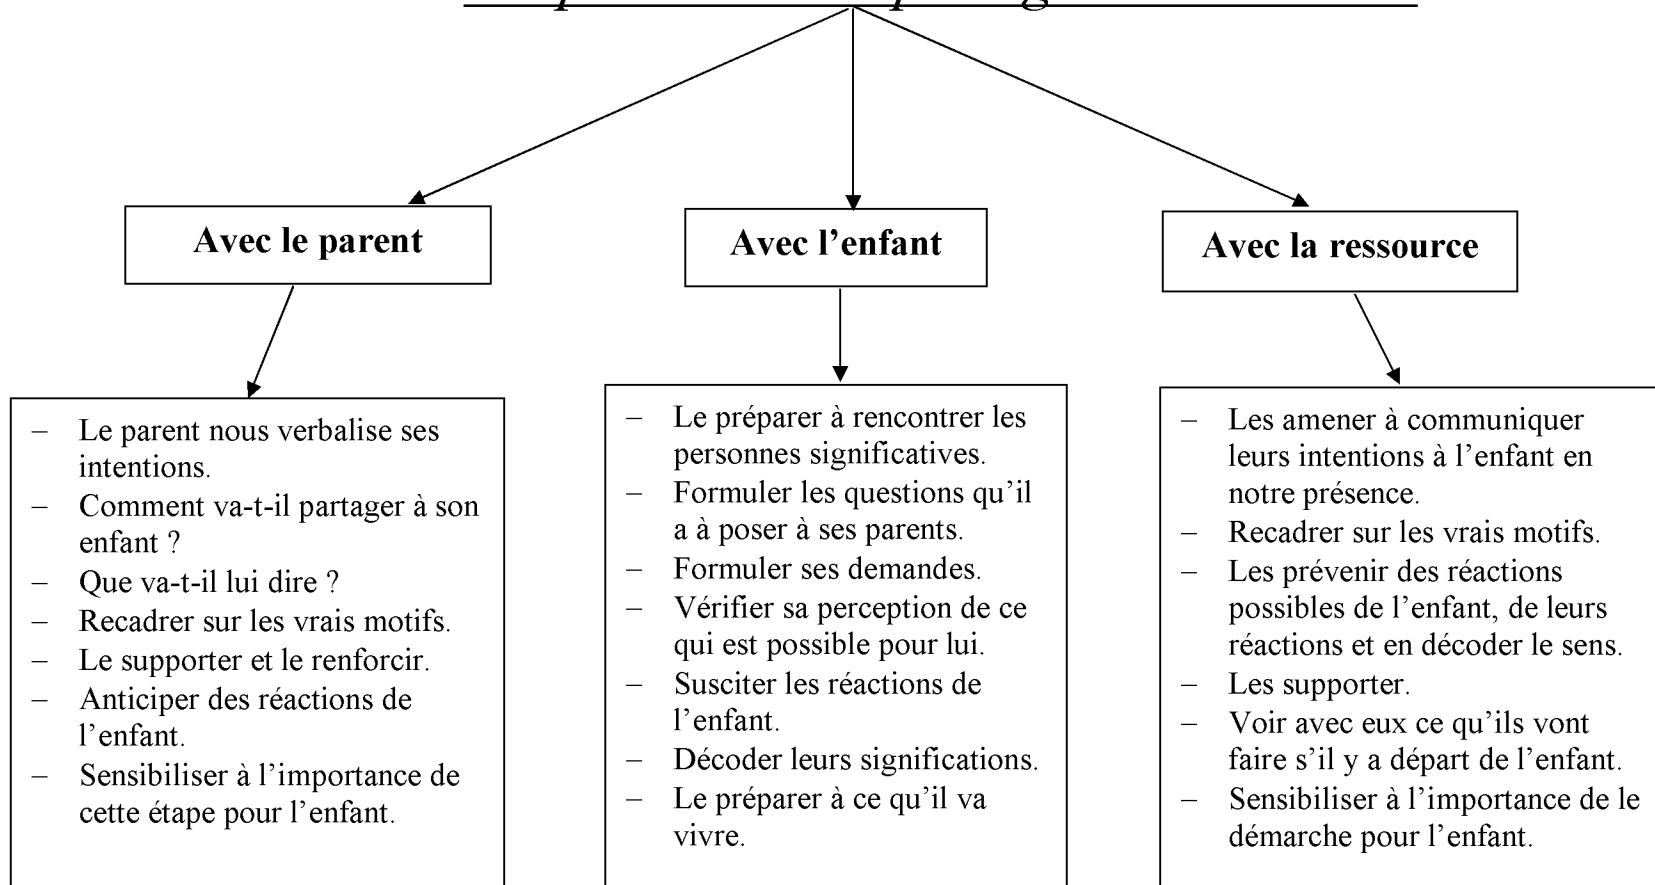 Avec le parent
Avec l’enfant
Avec la ressource
– Le parent nous verbalise ses
intentions.
– Comment va-t-il partager à son
enfant ?
– Que va-t-il lui dire ?
– Recadrer sur les vrais motifs.
– Le supporter et le renforcir.
– Anticiper des réactions de
l’enfant.
– Sensibiliser à l’importance de
cette étape pour l’enfant.
– Le préparer à rencontrer les
personnes significatives.
– Formuler les questions qu’il
a à poser à ses parents.
– Formuler ses demandes.
– Vérifier sa perception de ce
qui est possible pour lui.
– Susciter les réactions de
l’enfant.
– Décoder leurs significations.
– Le préparer à ce qu’il va
vivre.
– Les amener à communiquer
leurs intentions à l’enfant en
notre présence.
– Recadrer sur les vrais motifs.
– Les prévenir des réactions
possibles de l’enfant, de leurs
réactions et en décoder le sens.
– Les supporter.
– Voir avec eux ce qu’ils vont
faire s’il y a départ de l’enfant.
– Sensibiliser à l’importance de le
démarche pour l’enfant.